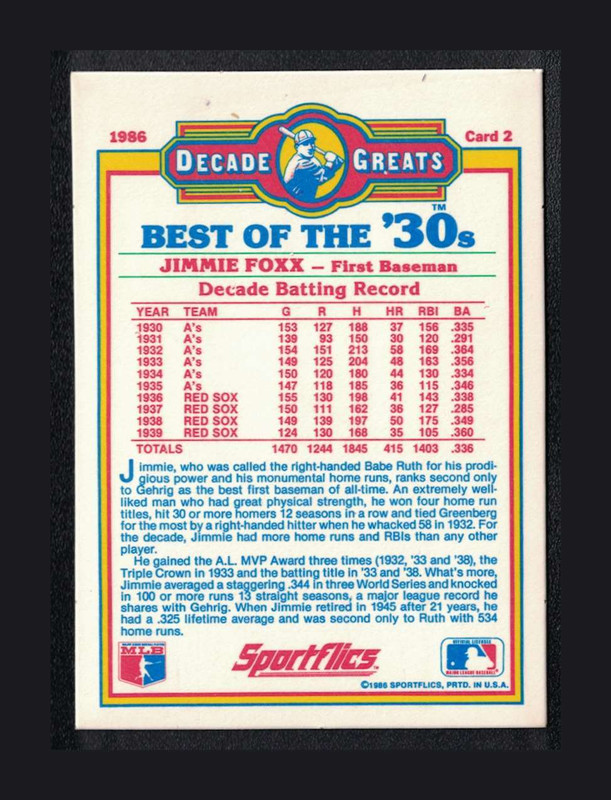 1986
Card 2
DECADE GREATS
BEST OF THE '30s™
JIMMIE FOXX – First Baseman
Decade Batting Record
YEAR TEAM G R H HR RBI BA
1930 A's 153 127 188 37 156 .335
1931 A's 139 93 150 30 120 .291
1932 A's 154 151 213 58 169 .364
1933 A's 149 125 204 48 163 .356
1934 A's 150 120 180 44 130 .334
1935 A's 147 118 185 36 115 .346
1936 RED SOX 155 130 198 41 143 .338
1937 RED SOX 150 111 162 36 127 .285
1938 RED SOX 149 139 197 50 175 .349
1939 RED SOX 124 130 168 35 105 .360
TOTALS 1470 1244 1845 415 1403 .336
Jimmie, who was called the right-handed Babe Ruth for his prodi-
gious power and his monumental home runs, ranks second only
to Gehrig as the best first baseman of all-time. An extremely well-
liked man who had great physical strength, he won four home run
titles, hit 30 or more homers 12 seasons in a row and tied Greenberg
for the most by a right-handed hitter when he whacked 58 in 1932. For
the decade, Jimmie had more home runs and RBIs than any other
player.
He gained the A.L. MVP Award three times (1932, '33 and '38), the
Triple Crown in 1933 and the batting title in '33 and '38. What's more,
Jimmie averaged a staggering .344 in three World Series and knocked
in 100 or more runs 13 straight seasons, a major league record he
shares with Gehrig. When Jimmie retired in 1945 after 21 years, he
had a .325 lifetime average and was second only to Ruth with 534
home runs.
MAJOR LEAGUE BASEBALL PLAYERS
MLB
Sportflics
OFFICIAL LICENSEE
MAJOR LEAGUE BASEBALL
©1986 SPORTFLICS, PRTD. IN U.S.A.